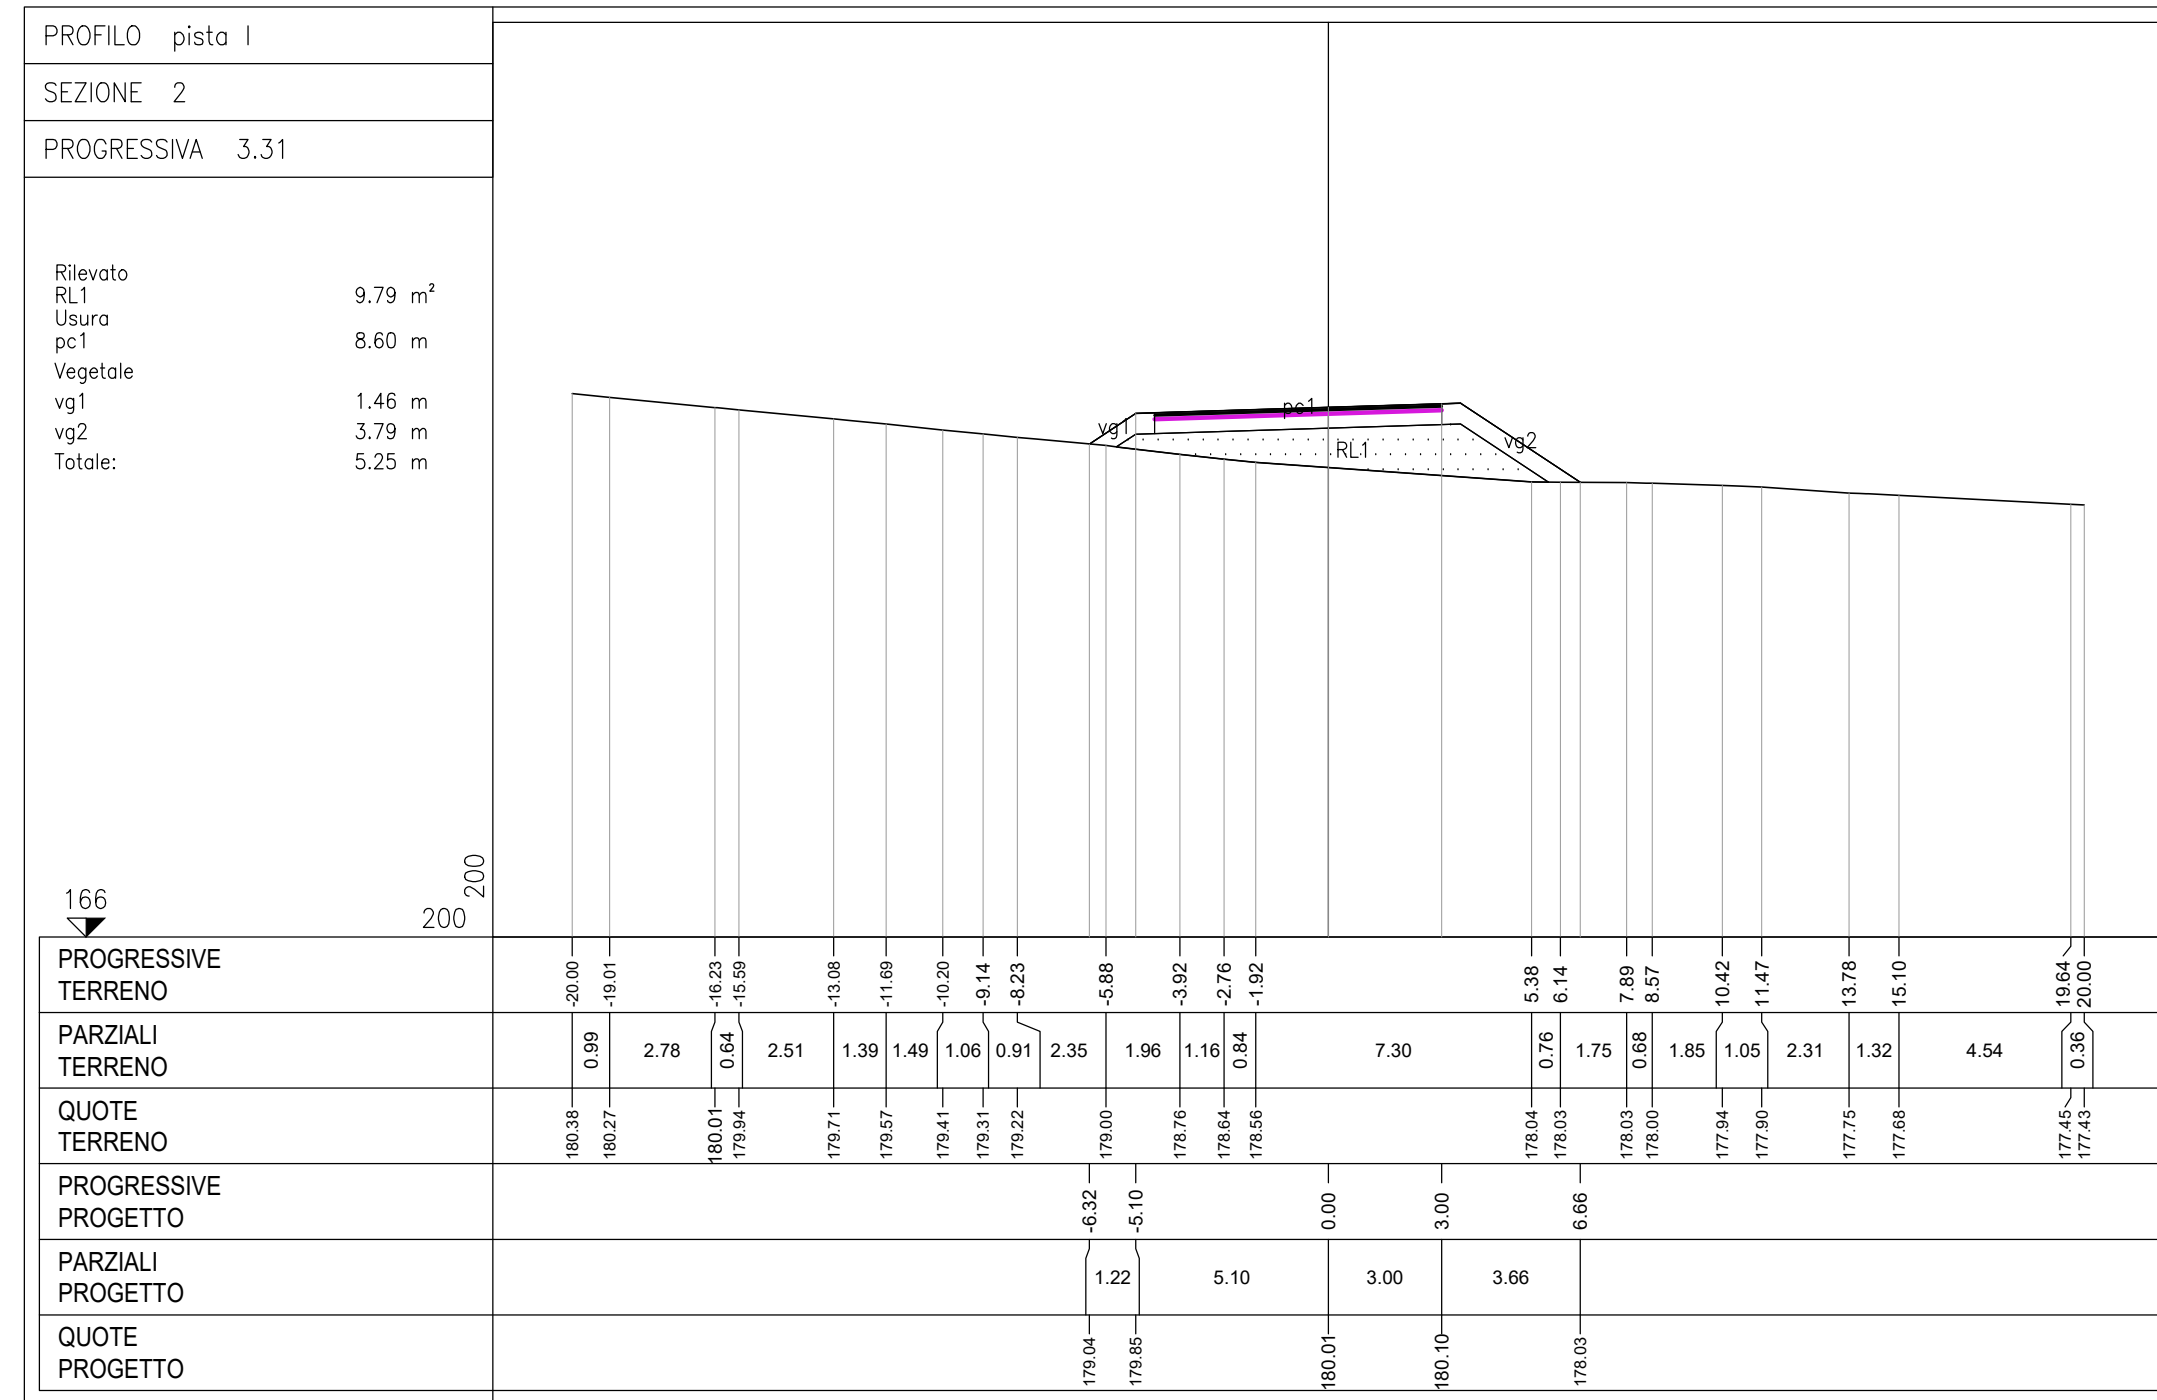 PROFILO pista I
SEZIONE 2
PROGRESSIVA 3.31
Rilevato
RL1 9.79 m²
Usura
pc1 8.60 m
Vegetale
vg1 1.46 m
vg2 3.79 m
Totale: 5.25 m
pc1
vg1
vg2
RL1
200
166
200
PROGRESSIVE
TERRENO
-20.00 -19.01 -16.23 -15.59 -13.08 -11.69 -10.20 -9.14 -8.23 -5.88 -3.92 -2.76 -1.92 5.38 6.14 7.89 8.57 10.42 11.47 13.78 15.10 19.64 20.00
PARZIALI
TERRENO
0.99 2.78 0.64 2.51 1.39 1.49 1.06 0.91 2.35 1.96 1.16 0.84 7.30 0.76 1.75 0.68 1.85 1.05 2.31 1.32 4.54 0.36
QUOTE
TERRENO
180.38 180.27 180.01 179.94 179.71 179.57 179.41 179.31 179.22 179.00 178.76 178.64 178.56 178.04 178.03 178.03 178.00 177.94 177.90 177.75 177.68 177.45 177.43
PROGRESSIVE
PROGETTO
-6.32 -5.10 0.00 3.00 6.66
PARZIALI
PROGETTO
1.22 5.10 3.00 3.66
QUOTE
PROGETTO
179.04 179.85 180.01 180.10 178.03